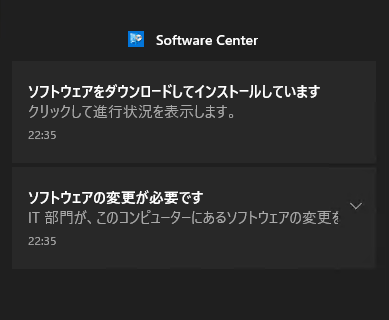 Software Center
ソフトウェアをダウンロードしてインストールしています
クリックして進行状況を表示します。
22:35
ソフトウェアの変更が必要です
IT 部門が、このコンピューターにあるソフトウェアの変更を
22:35